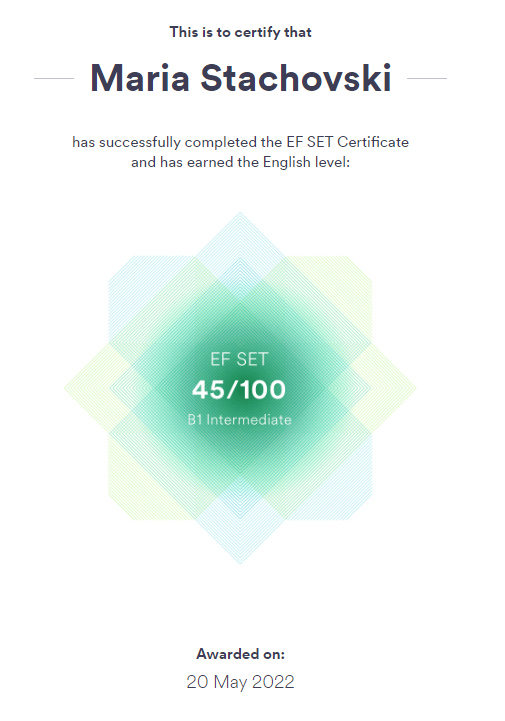 This is to certify that
Maria Stachovski
has successfully completed the EF SET Certificate
and has earned the English level:
EF SET
45/100
B1 Intermediate
Awarded on:
20 May 2022